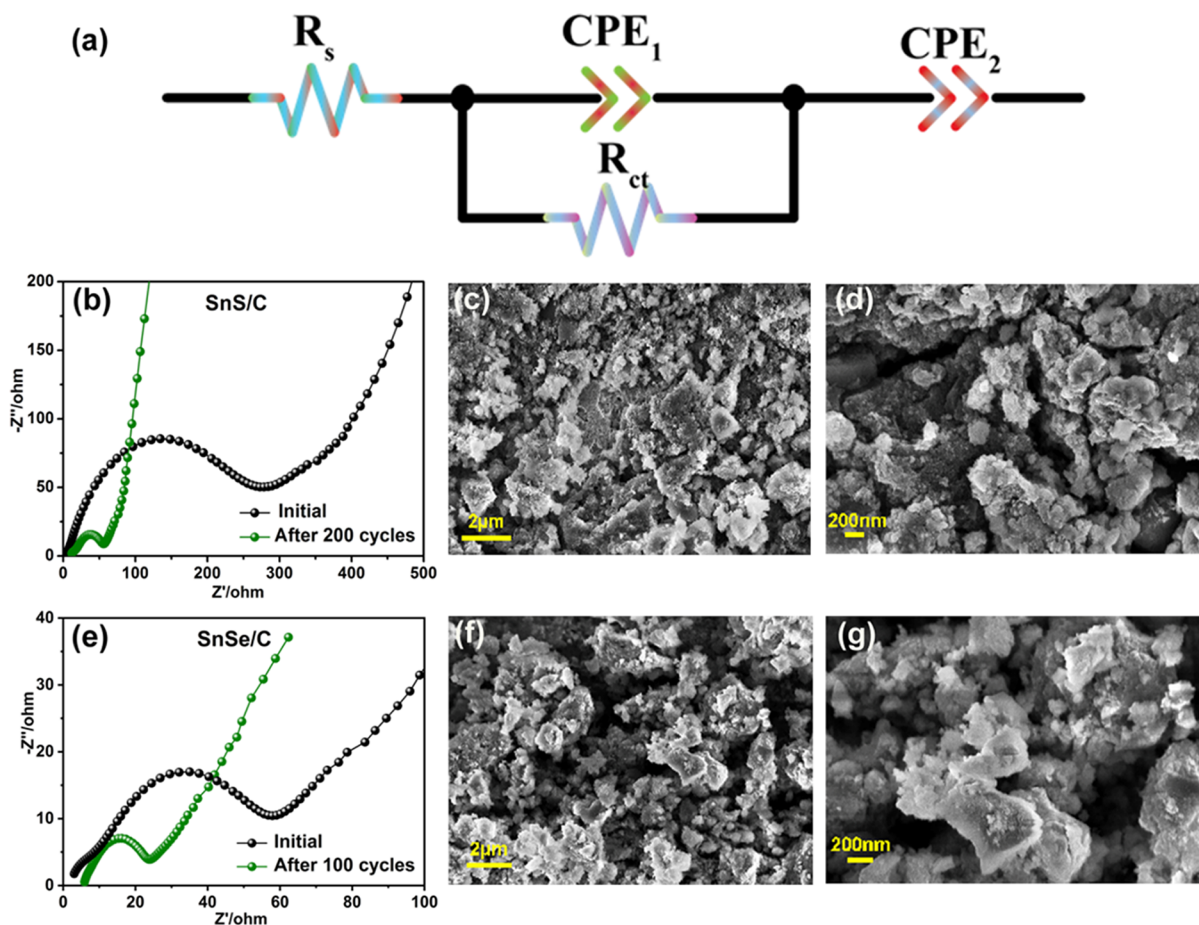 (a)
Rs
CPE1
CPE2
Rct
(b)
SnS/C
200
150
100
50
0
-Z''/ohm
Initial
After 200 cycles
0 100 200 300 400 500
Z'/ohm
(c)
2μm
(d)
200nm
(e)
SnSe/C
40
30
20
10
0
-Z''/ohm
Initial
After 100 cycles
0 20 40 60 80 100
Z'/ohm
(f)
2μm
(g)
200nm